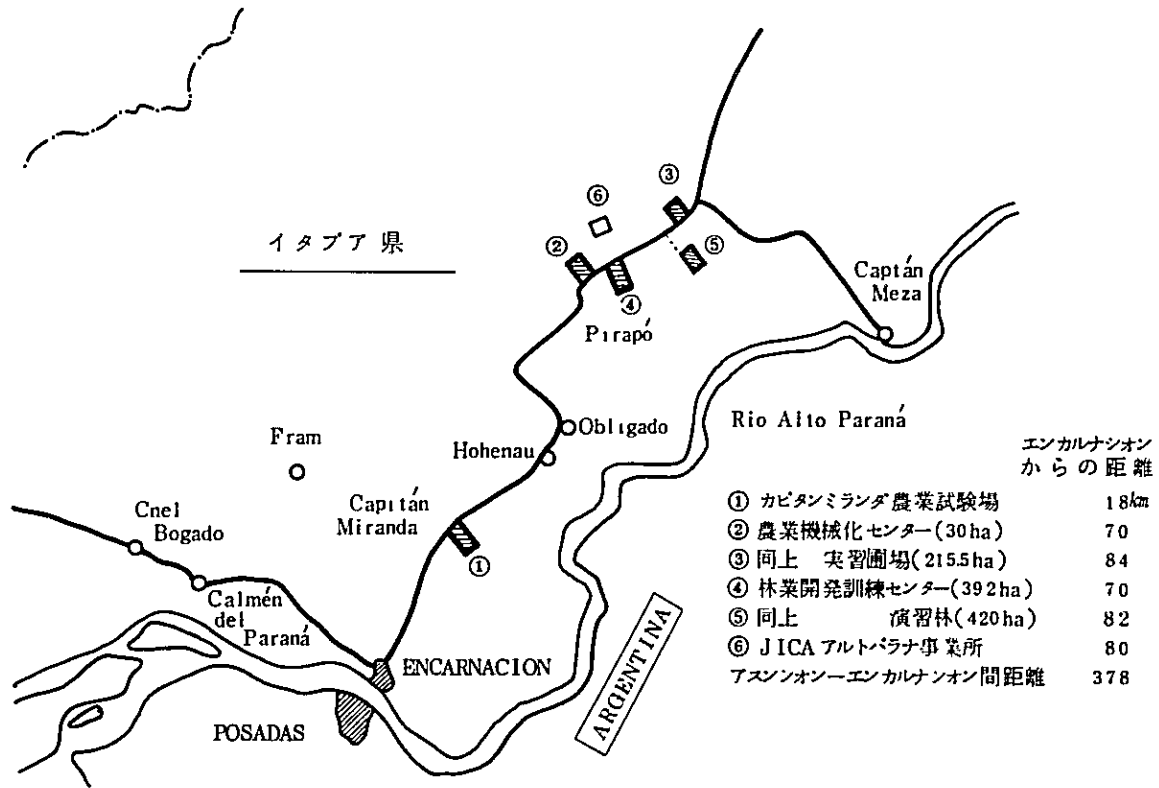 ⑥
③
イタプア県
②
⑤
Captán
Meza
④
Pirapó
Rio Alto Paraná
Obligado
Fram
Hohenau
エンカルナシオン
からの距離
Capitán
Miranda
① カピタンミランダ農業試験場 18km
Cnel
Bogado
② 農業機械化センター(30ha) 70
①
③ 同上 実習圃場(215.5ha) 84
④ 林業開発訓練センター(392ha) 70
Calmén
del
Paraná
⑤ 同上 演習林(420ha) 82
⑥ JICAアルトパラナ事業所 80
ENCARNACION
アスンンオンーエンカルナンオン間距離 378
ARGENTINA
POSADAS